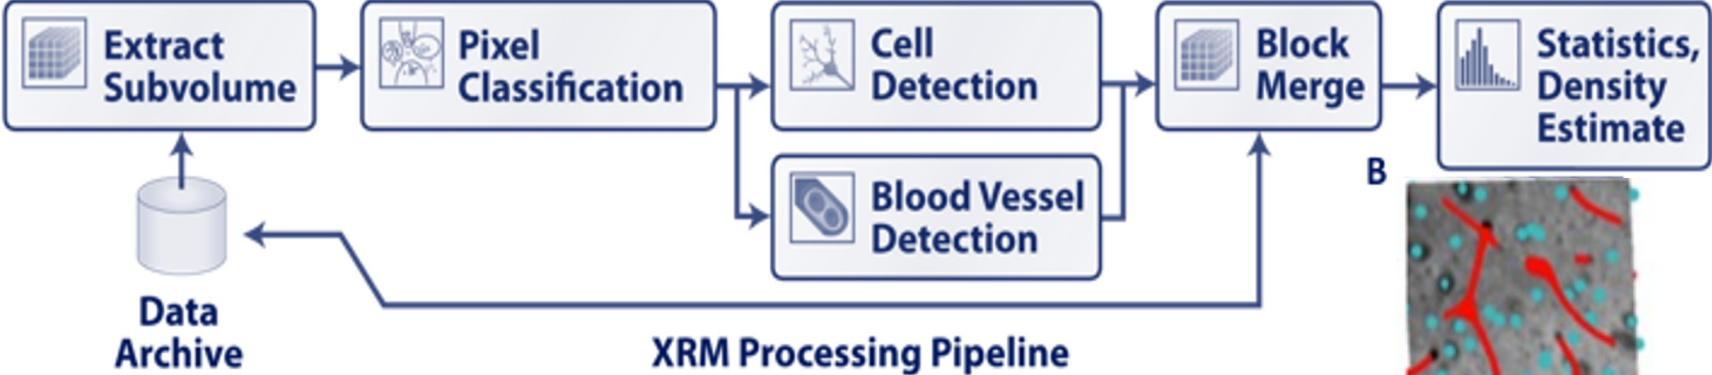 Extract
Subvolume
Pixel
Classification
Cell
Detection
Block
Merge
Statistics,
Density
Estimate
Blood Vessel
Detection
B
Data
Archive
XRM Processing Pipeline